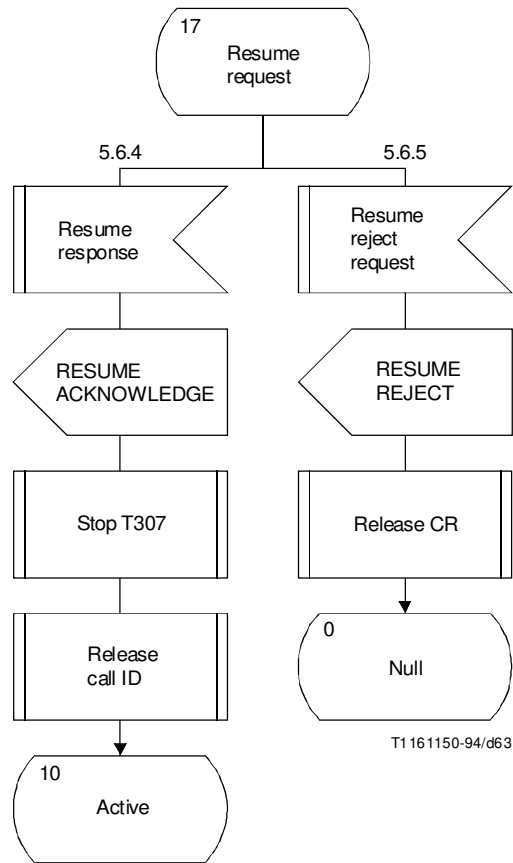 17
Resume
request
5.6.4
5.6.5
Resume
response
Resume
reject
request
RESUME
ACKNOWLEDGE
RESUME
REJECT
Stop T307
Release CR
Release
call ID
0
Null
T1161150-94/d63
10
Active